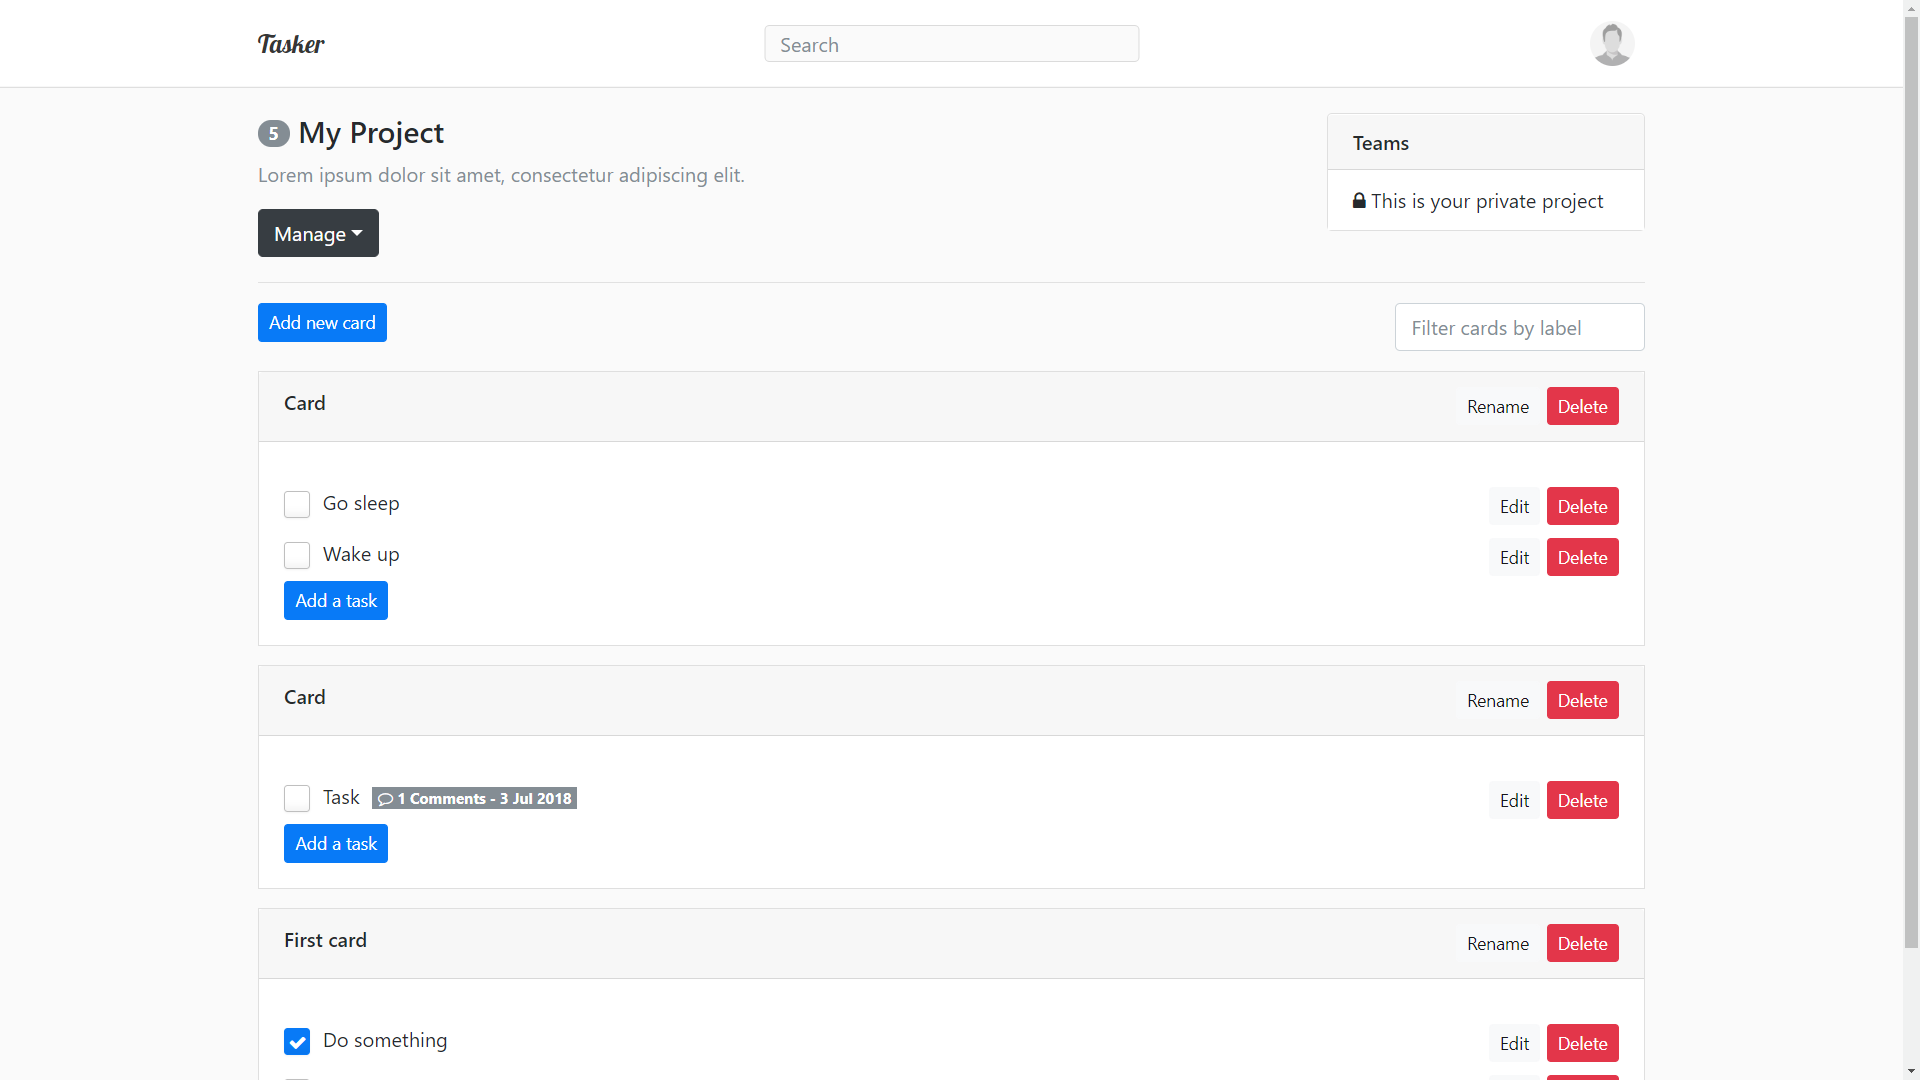 Tasker
Search
5 My Project
Lorem ipsum dolor sit amet, consectetur adipiscing elit.
Manage
Teams
This is your private project
Add new card
Filter cards by label
Card
Rename
Delete
Go sleep
Edit
Delete
Wake up
Edit
Delete
Add a task
Card
Rename
Delete
Task
1 Comments - 3 Jul 2018
Edit
Delete
Add a task
First card
Rename
Delete
Do something
Edit
Delete